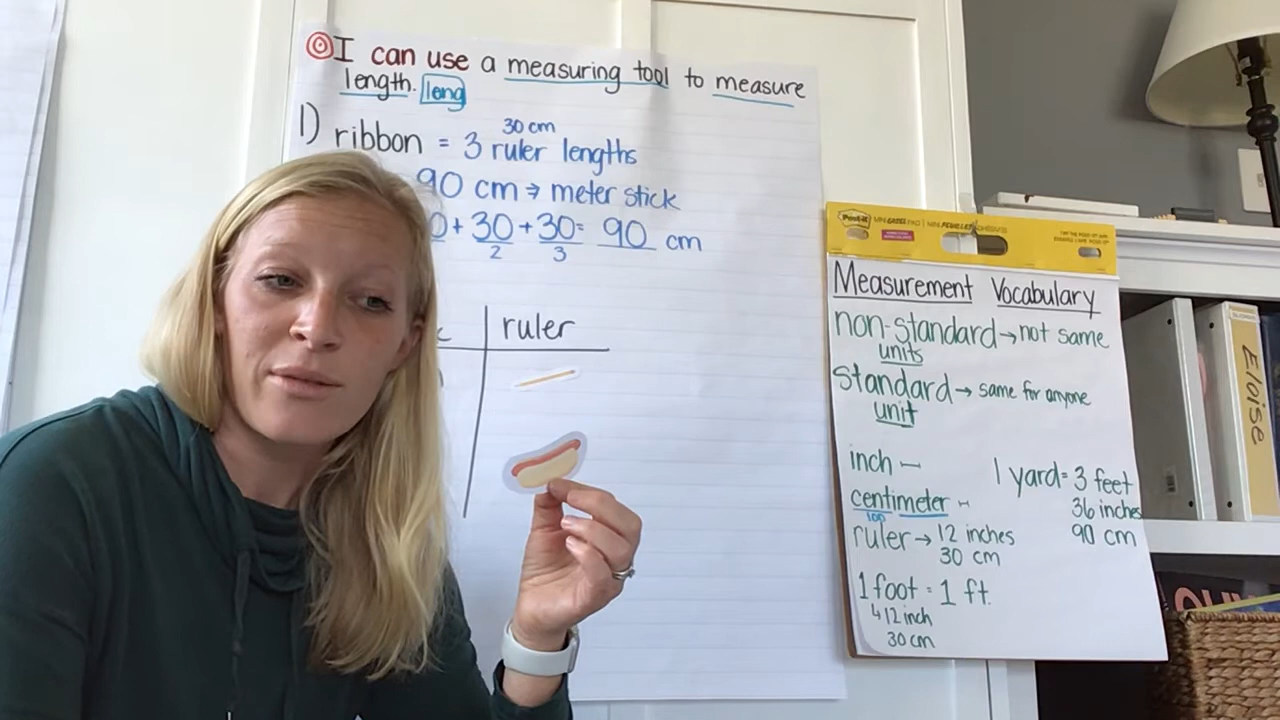 I can use a measuring tool to measure
length. long
1) ribbon = 3 ruler lengths
30 cm
90 cm → meter stick
0 + 30 + 30 = 90 cm
2 3
ruler
Post-it
Measurement Vocabulary
non-standard → not same
units
standard → same for anyone
unit
inch
centimeter
100
ruler → 12 inches
30 cm
1 foot = 1 ft.
12 inch
30 cm
1 yard = 3 feet
36 inches
90 cm
Eloise